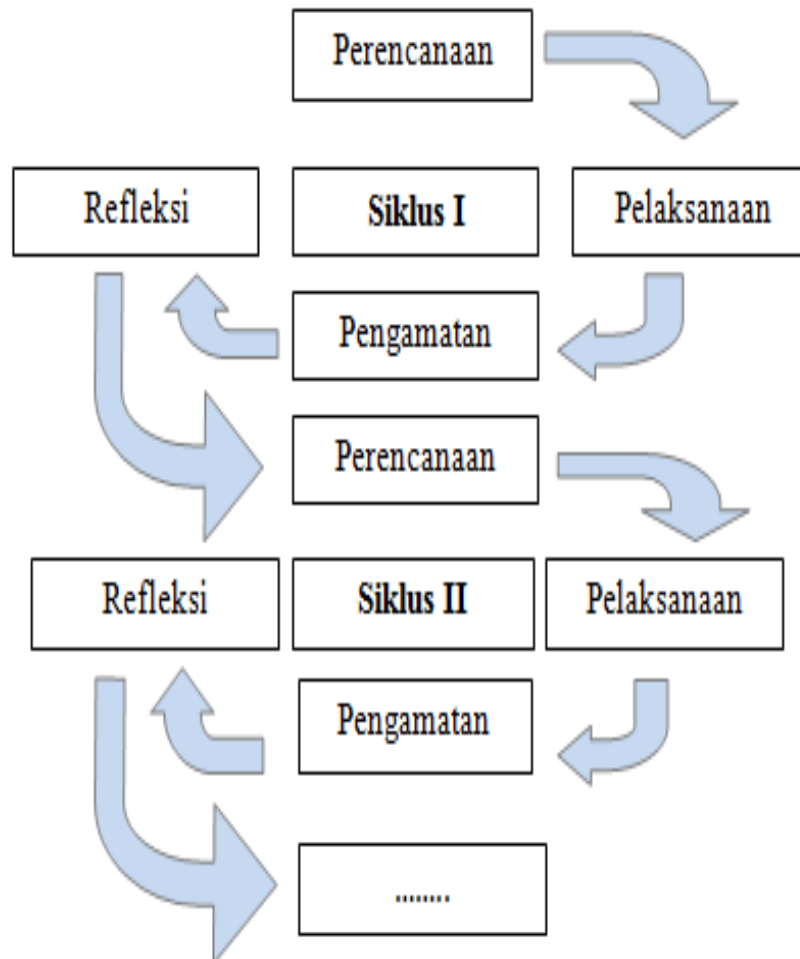 Perencanaan
Refleksi
Siklus I
Pelaksanaan
Pengamatan
Perencanaan
Refleksi
Siklus II
Pelaksanaan
Pengamatan
........